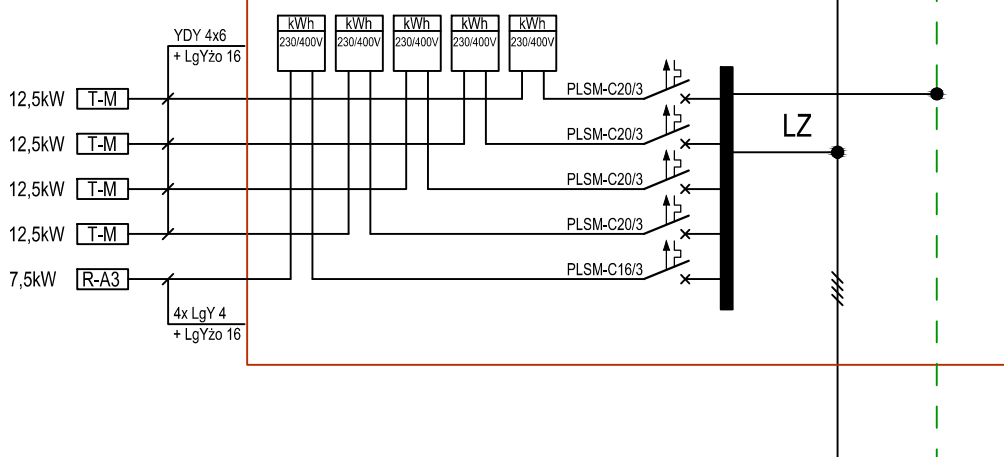 kWh kWh kWh kWh kWh
230/400V 230/400V 230/400V 230/400V 230/400V
YDY 4x6
+ LgYżo 16
12,5kW T-M PLSM-C20/3
LZ
12,5kW T-M PLSM-C20/3
12,5kW T-M PLSM-C20/3
12,5kW T-M PLSM-C20/3
7,5kW R-A3 PLSM-C16/3
4x LgY 4
+ LgYżo 16